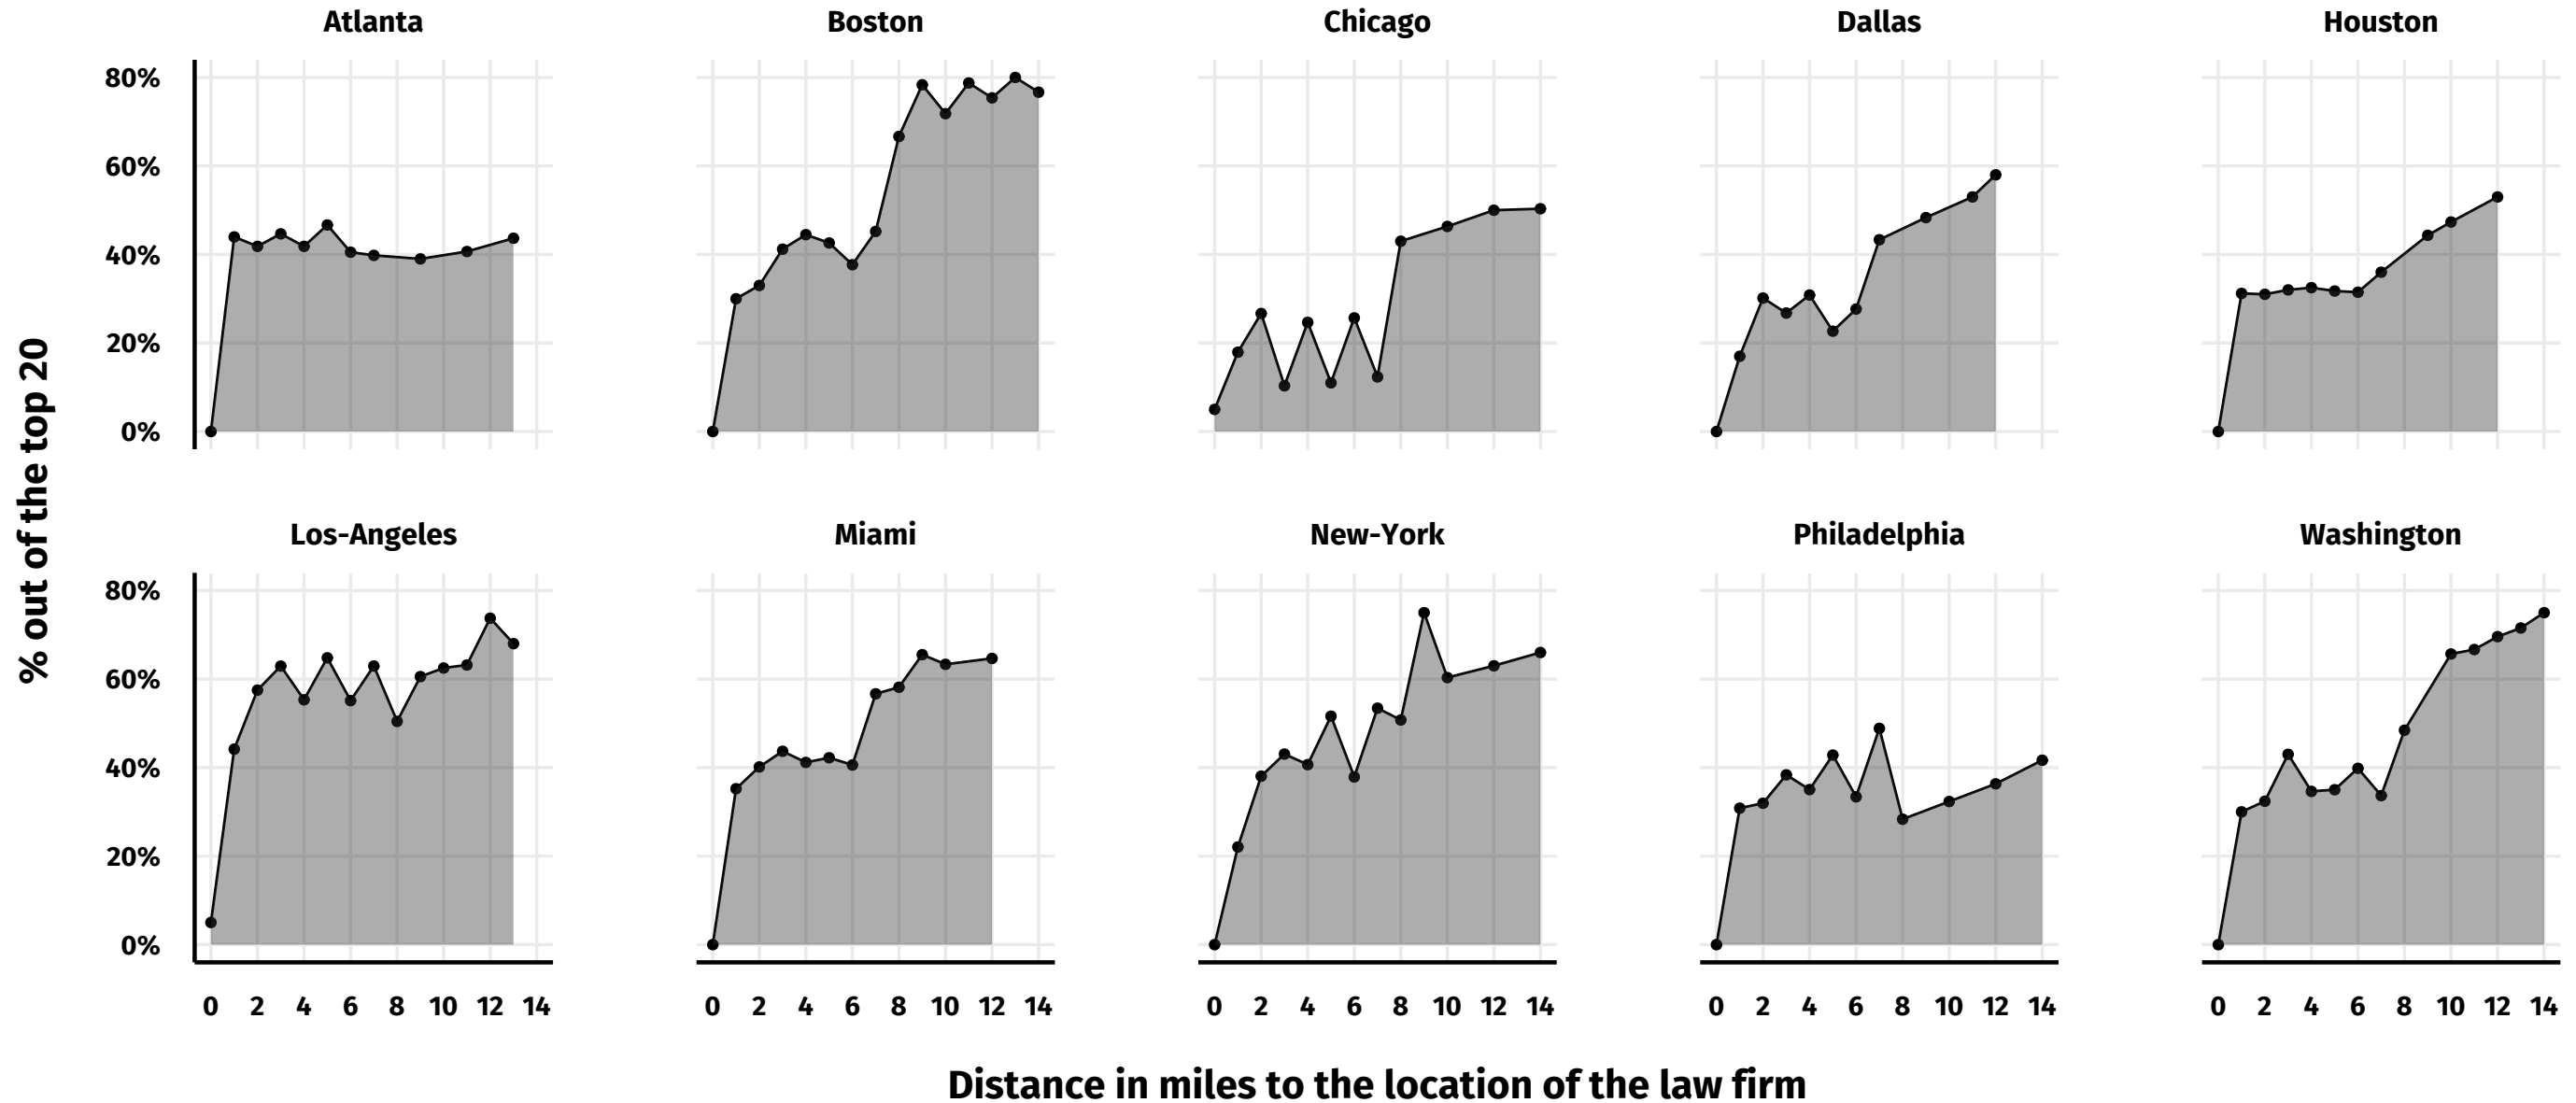 Atlanta Boston Chicago Dallas Houston
80%
60%
40%
20%
0%
% out of the top 20
Los-Angeles Miami New-York Philadelphia Washington
80%
60%
40%
20%
0%
0 2 4 6 8 10 12 14 0 2 4 6 8 10 12 14 0 2 4 6 8 10 12 14 0 2 4 6 8 10 12 14 0 2 4 6 8 10 12 14
Distance in miles to the location of the law firm